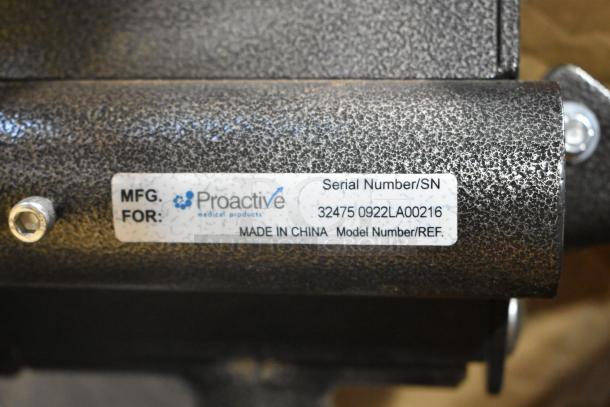 MFG. FOR:
Proactive
medical products
Serial Number/SN
32475 0922LA00216
MADE IN CHINA Model Number/REF.